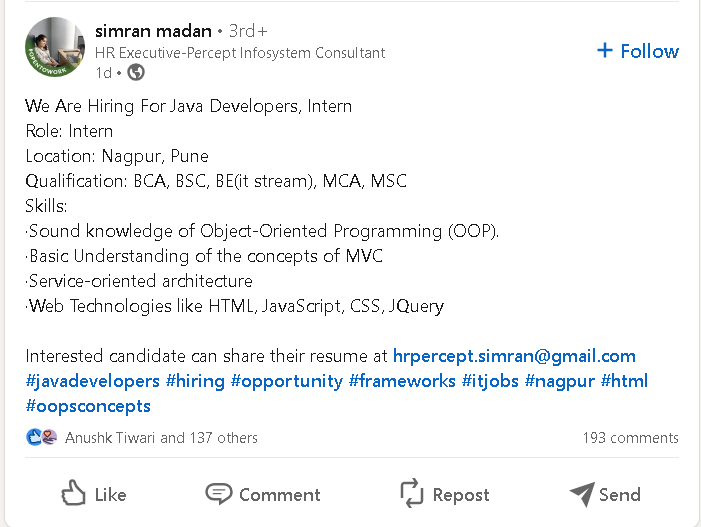 simran madan • 3rd+
HR Executive-Percept Infosystem Consultant
1d •
+ Follow
We Are Hiring For Java Developers, Intern
Role: Intern
Location: Nagpur, Pune
Qualification: BCA, BSC, BE(it stream), MCA, MSC
Skills:
·Sound knowledge of Object-Oriented Programming (OOP).
·Basic Understanding of the concepts of MVC
·Service-oriented architecture
·Web Technologies like HTML, JavaScript, CSS, JQuery
Interested candidate can share their resume at hrpercept.simran@gmail.com
#javadevelopers #hiring #opportunity #frameworks #itjobs #nagpur #html
#oopsconcepts
Anushk Tiwari and 137 others
193 comments
Like
Comment
Repost
Send
#OPENTOWORK